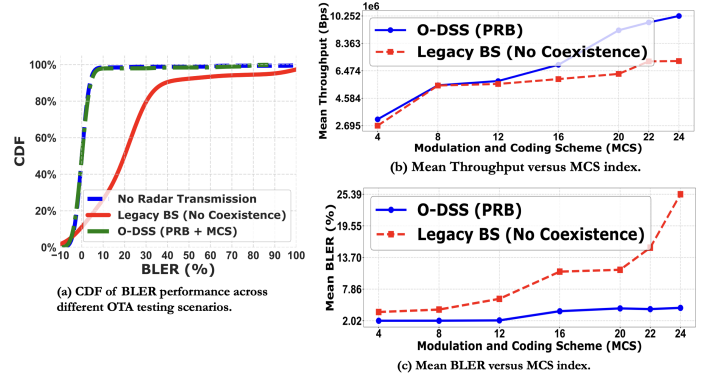 100%
80%
60%
40%
20%
0%
CDF
-10 0 10 20 30 40 50 60 70 80 90 100
BLER (%)
No Radar Transmission
Legacy BS (No Coexistence)
O-DSS (PRB + MCS)
(a) CDF of BLER performance across
different OTA testing scenarios.
1e6
10.252
8.363
6.474
4.584
2.695
Mean Throughput (Bps)
O-DSS (PRB)
Legacy BS (No Coexistence)
4 8 12 16 20 22 24
Modulation and Coding Scheme (MCS)
(b) Mean Throughput versus MCS index.
25.39
19.55
13.70
7.86
2.02
Mean BLER (%)
O-DSS (PRB)
Legacy BS (No Coexistence)
4 8 12 16 20 22 24
Modulation and Coding Scheme (MCS)
(c) Mean BLER versus MCS index.